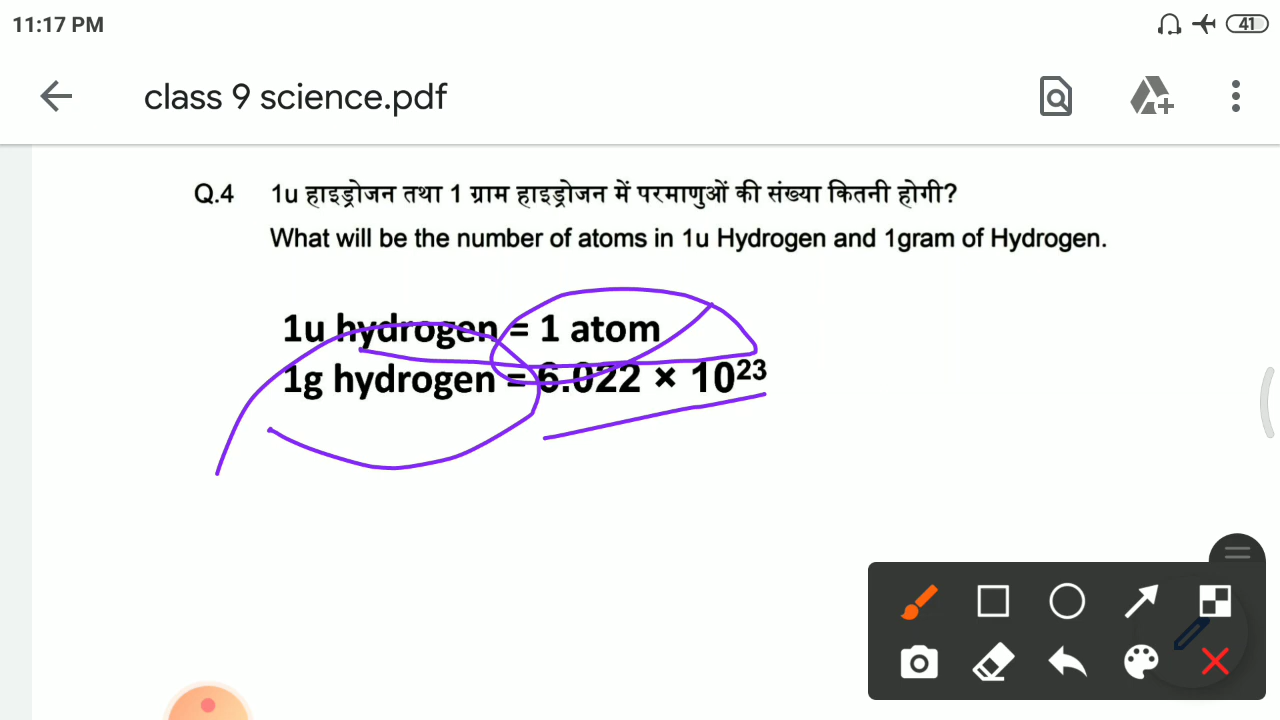 11:17 PM
41
class 9 science.pdf
Q.4 1u हाइड्रोजन तथा 1 ग्राम हाइड्रोजन में परमाणुओं की संख्या कितनी होगी?
What will be the number of atoms in 1u Hydrogen and 1gram of Hydrogen.
1u hydrogen = 1 atom
1g hydrogen = 6.022 × 10²³